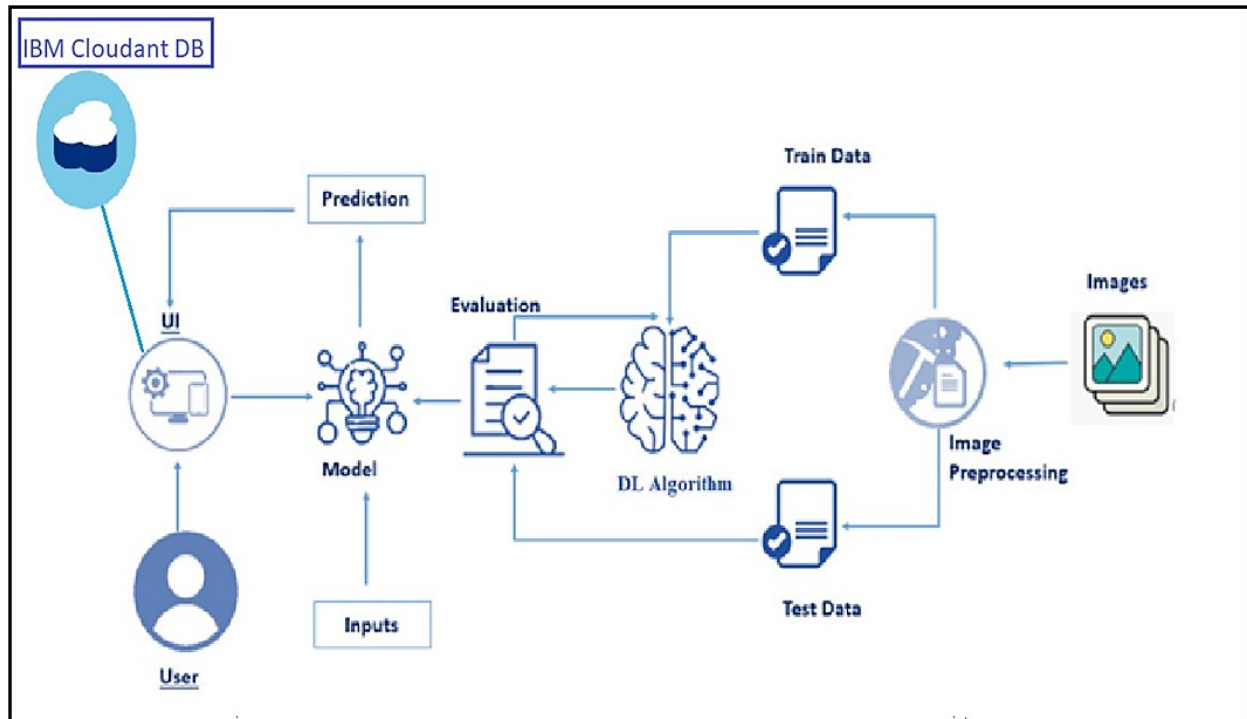 IBM Cloudant DB
Train Data
Prediction
Images
Evaluation
UI
Image
Preprocessing
Model
DL Algorithm
Test Data
Inputs
User